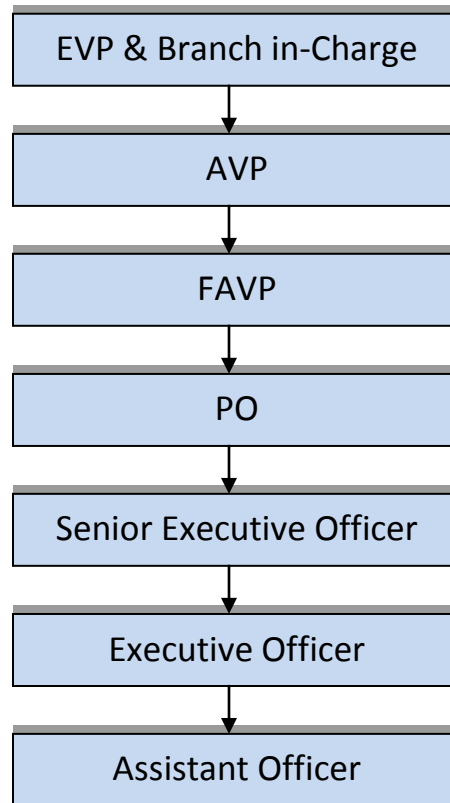 EVP & Branch in-Charge
AVP
FAVP
PO
Senior Executive Officer
Executive Officer
Assistant Officer